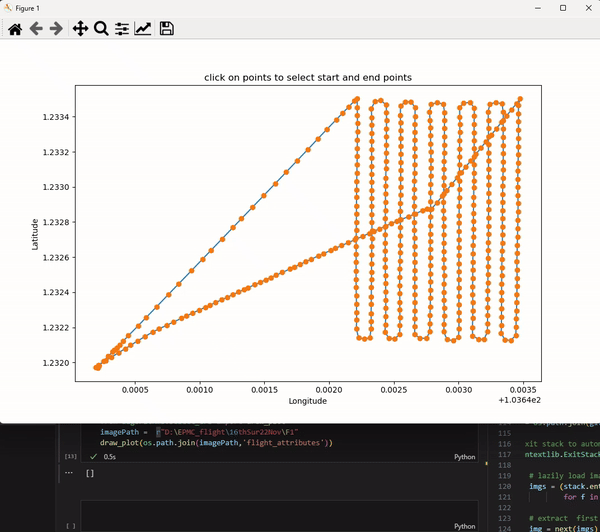 Figure 1
click on points to select start and end points
1.2334
1.2332
1.2330
1.2328
1.2326
1.2324
1.2322
1.2320
Latitude
0.0005 0.0010 0.0015 0.0020 0.0025 0.0030 0.0035
Longitude
+1.0364e2
imagePath = r"D:\EPMC_flight\16thSur22Nov\F1"
draw_plot(os.path.join(imagePath,'flight_attributes'))
[13] 0.5s Python
... []
[ ] Python
115
116 xit stack to autor
117 ntextlib.ExitStack
118
119 # lazily load ima
120 imgs = (stack.ent
121 for f in
122
123 # extract first
124 img = next(imgs)